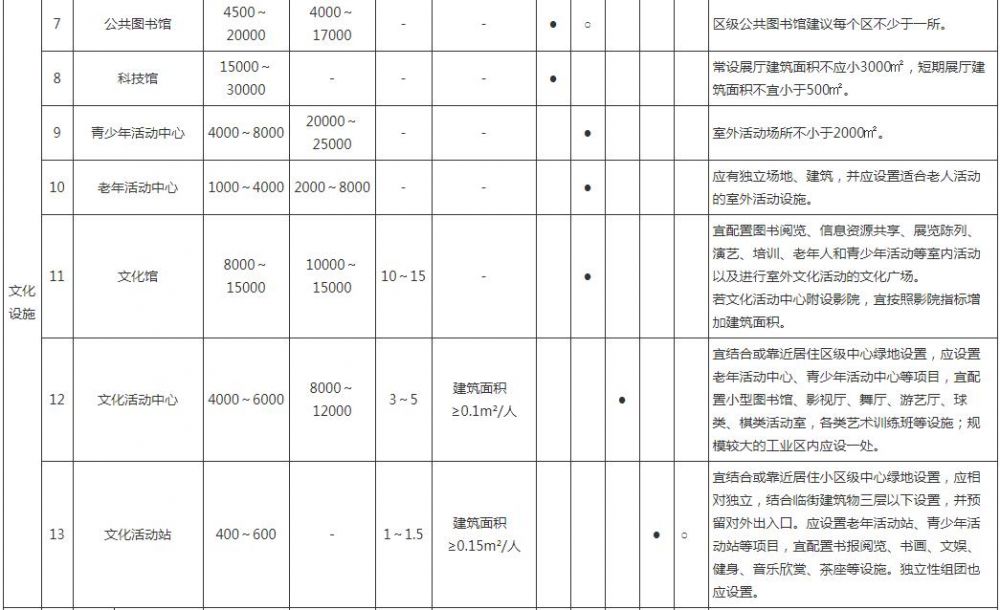 文化
设施
7
公共图书馆
4500~
20000
4000~
17000
-
-
●
○
区级公共图书馆建议每个区不少于一所。
8
科技馆
15000~
30000
-
-
-
●
常设展厅建筑面积不应小3000㎡，短期展厅建
筑面积不宜小于500㎡。
9
青少年活动中心
4000~8000
20000~
25000
-
-
●
室外活动场所不小于2000㎡。
10
老年活动中心
1000~4000
2000~8000
-
-
●
应有独立场地、建筑，并应设置适合老人活动
的室外活动设施。
11
文化馆
8000~
15000
10000~
15000
10~15
-
●
宜配置图书阅览、信息资源共享、展览陈列、
演艺、培训、老年人和青少年活动等室内活动
以及进行室外文化活动的文化广场。
若文化活动中心附设影院，宜按照影院指标增
加建筑面积。
12
文化活动中心
4000~6000
8000~
12000
3~5
建筑面积
≥0.1m²/人
●
宜结合或靠近居住区级中心绿地设置，应设置
老年活动中心、青少年活动中心等项目，宜配
置小型图书馆、影视厅、舞厅、游艺厅、球
类、棋类活动室，各类艺术训练班等设施；规
模较大的工业区内应设一处。
13
文化活动站
400~600
-
1~1.5
建筑面积
≥0.15m²/人
●
○
宜结合或靠近居住小区级中心绿地设置，应相
对独立，结合临街建筑物三层以下设置，并预
留对外出入口。应设置老年活动站、青少年活
动站等项目，宜配置书报阅览、书画、文娱、
健身、音乐欣赏、茶座等设施。独立性组团也
应设置。